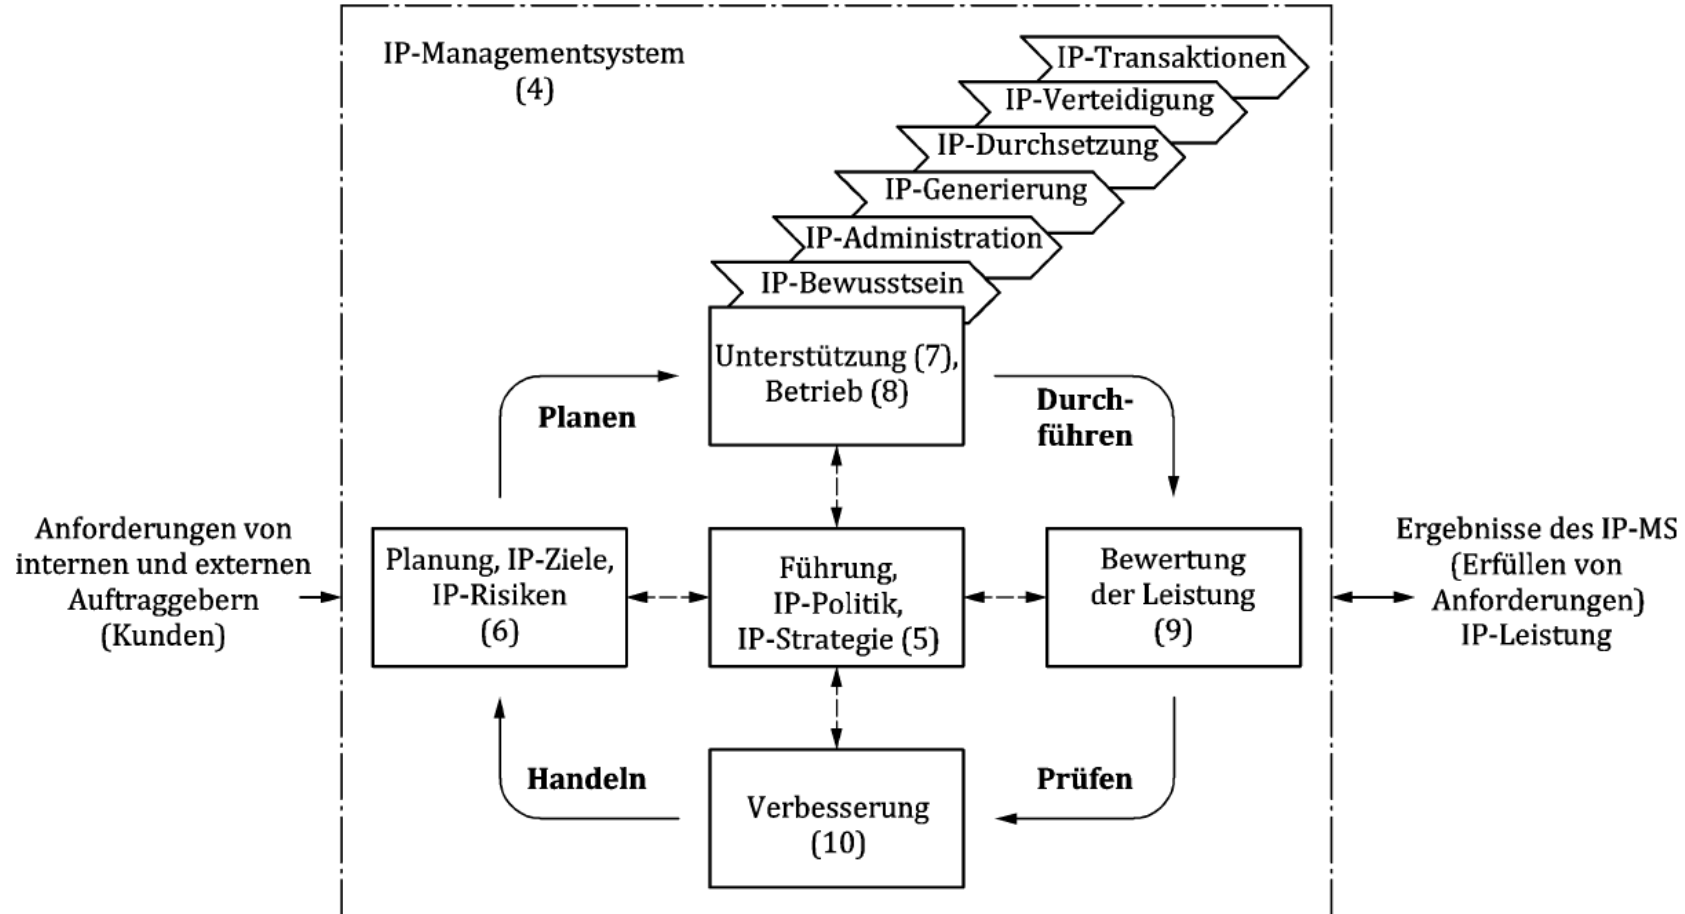 IP-Managementsystem
(4)
IP-Transaktionen
IP-Verteidigung
IP-Durchsetzung
IP-Generierung
IP-Administration
IP-Bewusstsein
Unterstützung (7),
Betrieb (8)
Planen
Durch-
führen
Anforderungen von
internen und externen
Auftraggebern
(Kunden)
Planung, IP-Ziele,
IP-Risiken
(6)
Führung,
IP-Politik,
IP-Strategie (5)
Bewertung
der Leistung
(9)
Ergebnisse des IP-MS
(Erfüllen von
Anforderungen)
IP-Leistung
Handeln
Prüfen
Verbesserung
(10)